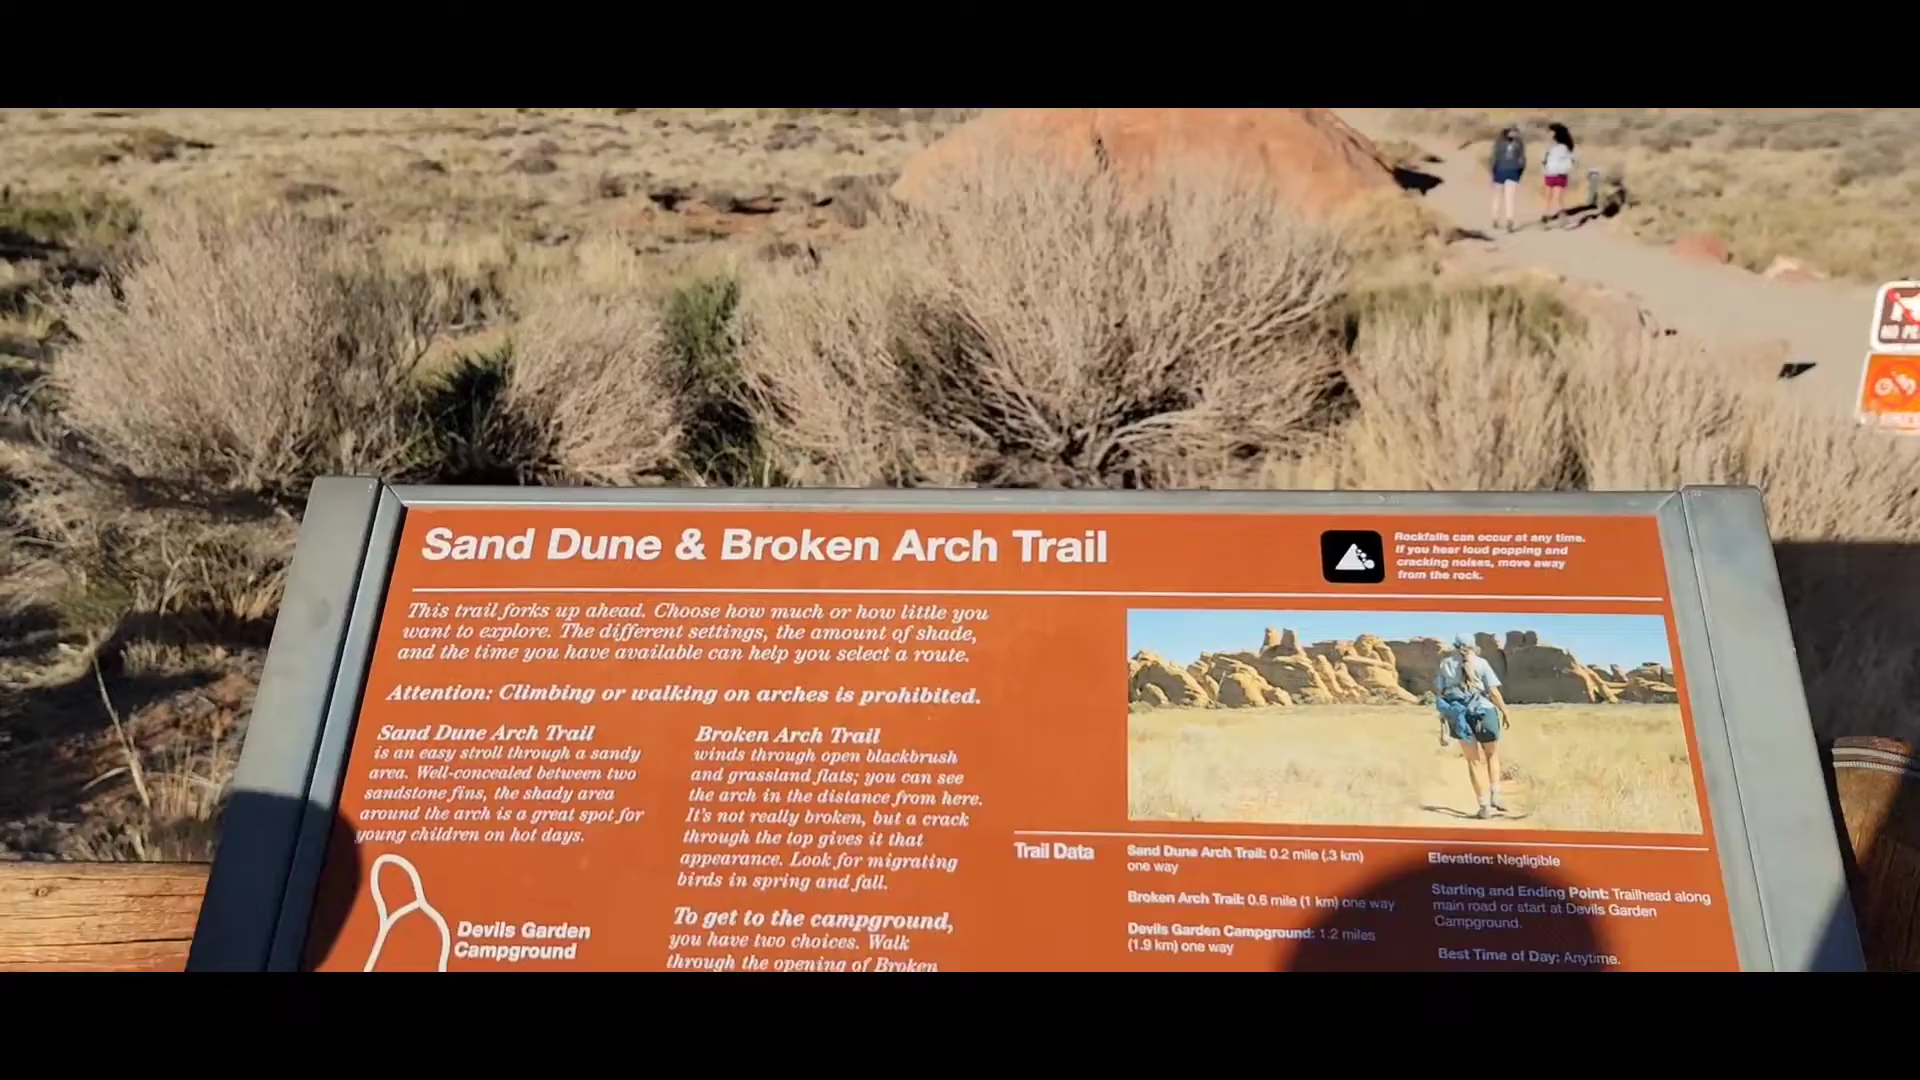 Sand Dune & Broken Arch Trail
Rockfalls can occur at any time.
If you hear loud popping and
cracking noises, move away
from the rock.
This trail forks up ahead. Choose how much or how little you
want to explore. The different settings, the amount of shade,
and the time you have available can help you select a route.
Attention: Climbing or walking on arches is prohibited.
Sand Dune Arch Trail
is an easy stroll through a sandy
area. Well-concealed between two
sandstone fins, the shady area
around the arch is a great spot for
young children on hot days.
Devils Garden
Campground
Broken Arch Trail
winds through open blackbrush
and grassland flats; you can see
the arch in the distance from here.
It's not really broken, but a crack
through the top gives it that
appearance. Look for migrating
birds in spring and fall.
To get to the campground,
you have two choices. Walk
through the opening of Broken
Trail Data
Sand Dune Arch Trail: 0.2 mile (.3 km)
one way
Broken Arch Trail: 0.6 mile (1 km) one way
Devils Garden Campground: 1.2 miles
(1.9 km) one way
Elevation: Negligible
Starting and Ending Point: Trailhead along
main road or start at Devils Garden
Campground.
Best Time of Day: Anytime.
NO